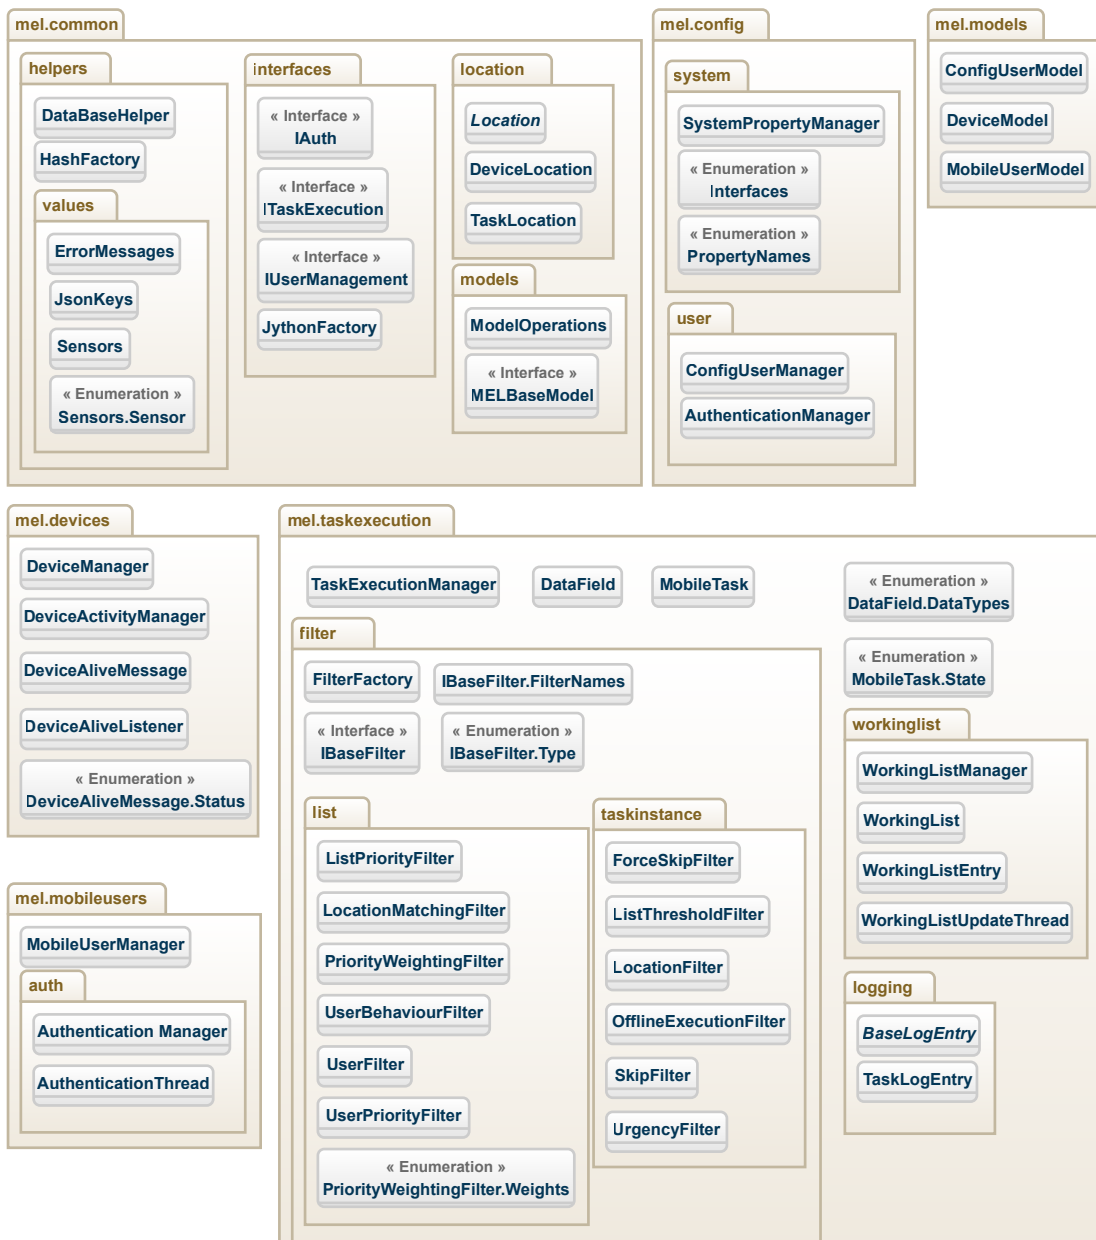 mel.common
helpers
DataBaseHelper
HashFactory
values
ErrorMessages
JsonKeys
Sensors
« Enumeration »
Sensors.Sensor
interfaces
« Interface »
IAuth
« Interface »
ITaskExecution
« Interface »
IUserManagement
JythonFactory
location
Location
DeviceLocation
TaskLocation
models
ModelOperations
« Interface »
MELBaseModel
mel.config
system
SystemPropertyManager
« Enumeration »
Interfaces
« Enumeration »
PropertyNames
user
ConfigUserManager
AuthenticationManager
mel.models
ConfigUserModel
DeviceModel
MobileUserModel
mel.devices
DeviceManager
DeviceActivityManager
DeviceAliveMessage
DeviceAliveListener
« Enumeration »
DeviceAliveMessage.Status
mel.mobileusers
MobileUserManager
auth
Authentication Manager
AuthenticationThread
mel.taskexecution
TaskExecutionManager
DataField
MobileTask
« Enumeration »
DataField.DataTypes
« Enumeration »
MobileTask.State
filter
FilterFactory
IBaseFilter.FilterNames
« Interface »
IBaseFilter
« Enumeration »
IBaseFilter.Type
list
ListPriorityFilter
LocationMatchingFilter
PriorityWeightingFilter
UserBehaviourFilter
UserFilter
UserPriorityFilter
« Enumeration »
PriorityWeightingFilter.Weights
taskinstance
ForceSkipFilter
ListThresholdFilter
LocationFilter
OfflineExecutionFilter
SkipFilter
UrgencyFilter
workinglist
WorkingListManager
WorkingList
WorkingListEntry
WorkingListUpdateThread
logging
BaseLogEntry
TaskLogEntry